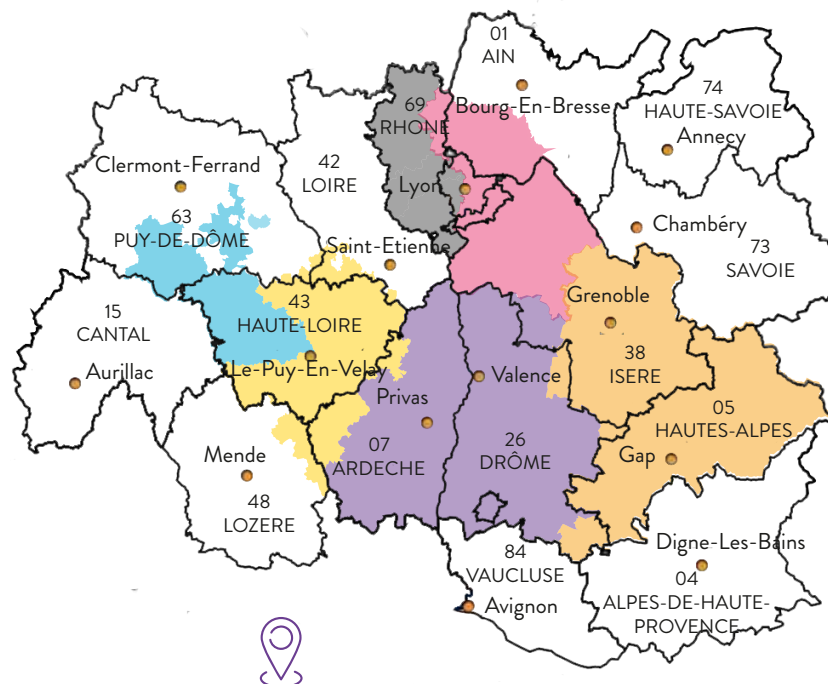 01
AIN
Bourg-En-Bresse
74
HAUTE-SAVOIE
Annecy
69
RHONE
Lyon
42
LOIRE
Saint-Etienne
Clermont-Ferrand
63
PUY-DE-DÔME
Chambéry
73
SAVOIE
15
CANTAL
Aurillac
43
HAUTE-LOIRE
Le-Puy-En-Velay
Grenoble
38
ISERE
Valence
Privas
07
ARDECHE
26
DRÔME
05
HAUTES-ALPES
Gap
Mende
48
LOZERE
84
VAUCLUSE
Avignon
Digne-Les-Bains
04
ALPES-DE-HAUTE-
PROVENCE